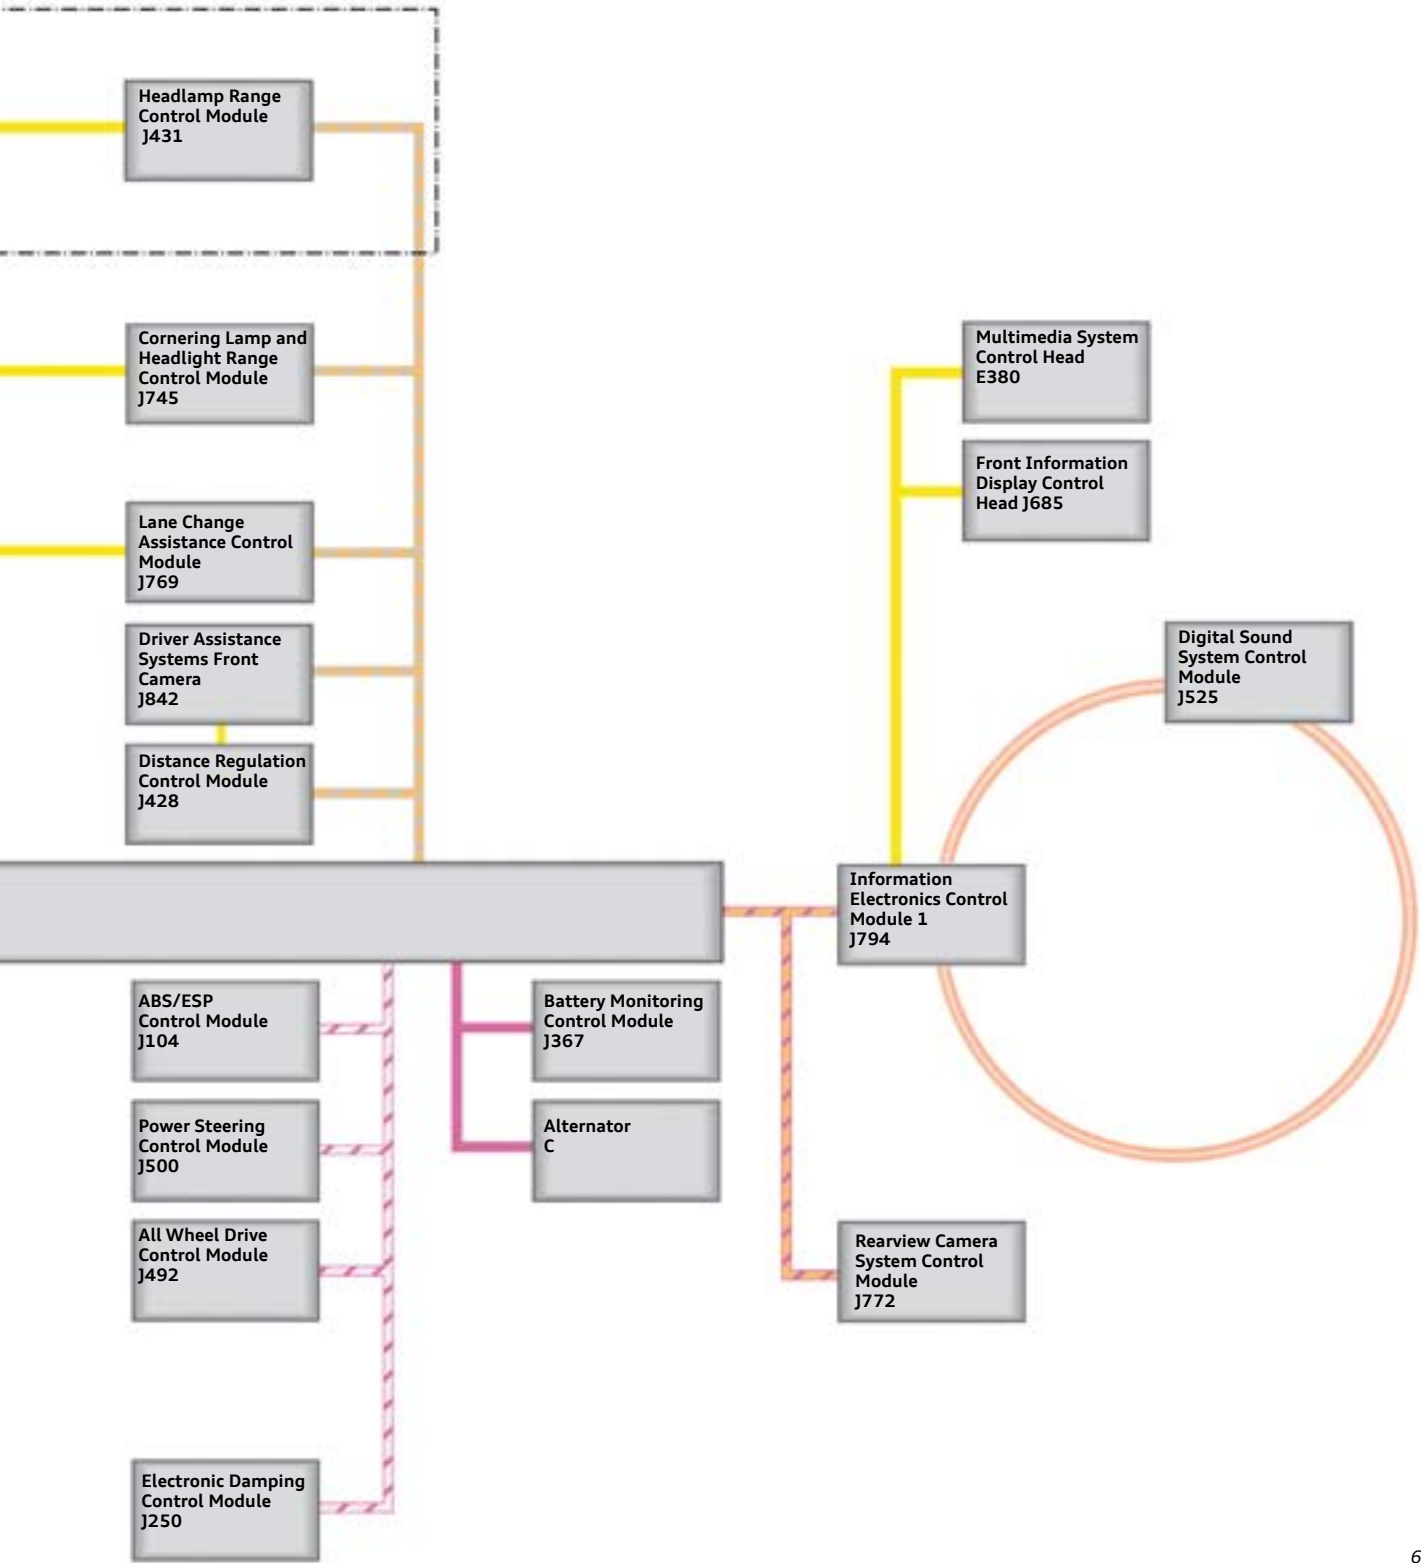 Headlamp Range
Control Module
J431
Cornering Lamp and
Headlight Range
Control Module
J745
Lane Change
Assistance Control
Module
J769
Driver Assistance
Systems Front
Camera
J842
Distance Regulation
Control Module
J428
Multimedia System
Control Head
E380
Front Information
Display Control
Head J685
Digital Sound
System Control
Module
J525
Information
Electronics Control
Module 1
J794
ABS/ESP
Control Module
J104
Power Steering
Control Module
J500
All Wheel Drive
Control Module
J492
Electronic Damping
Control Module
J250
Battery Monitoring
Control Module
J367
Alternator
C
Rearview Camera
System Control
Module
J772
6